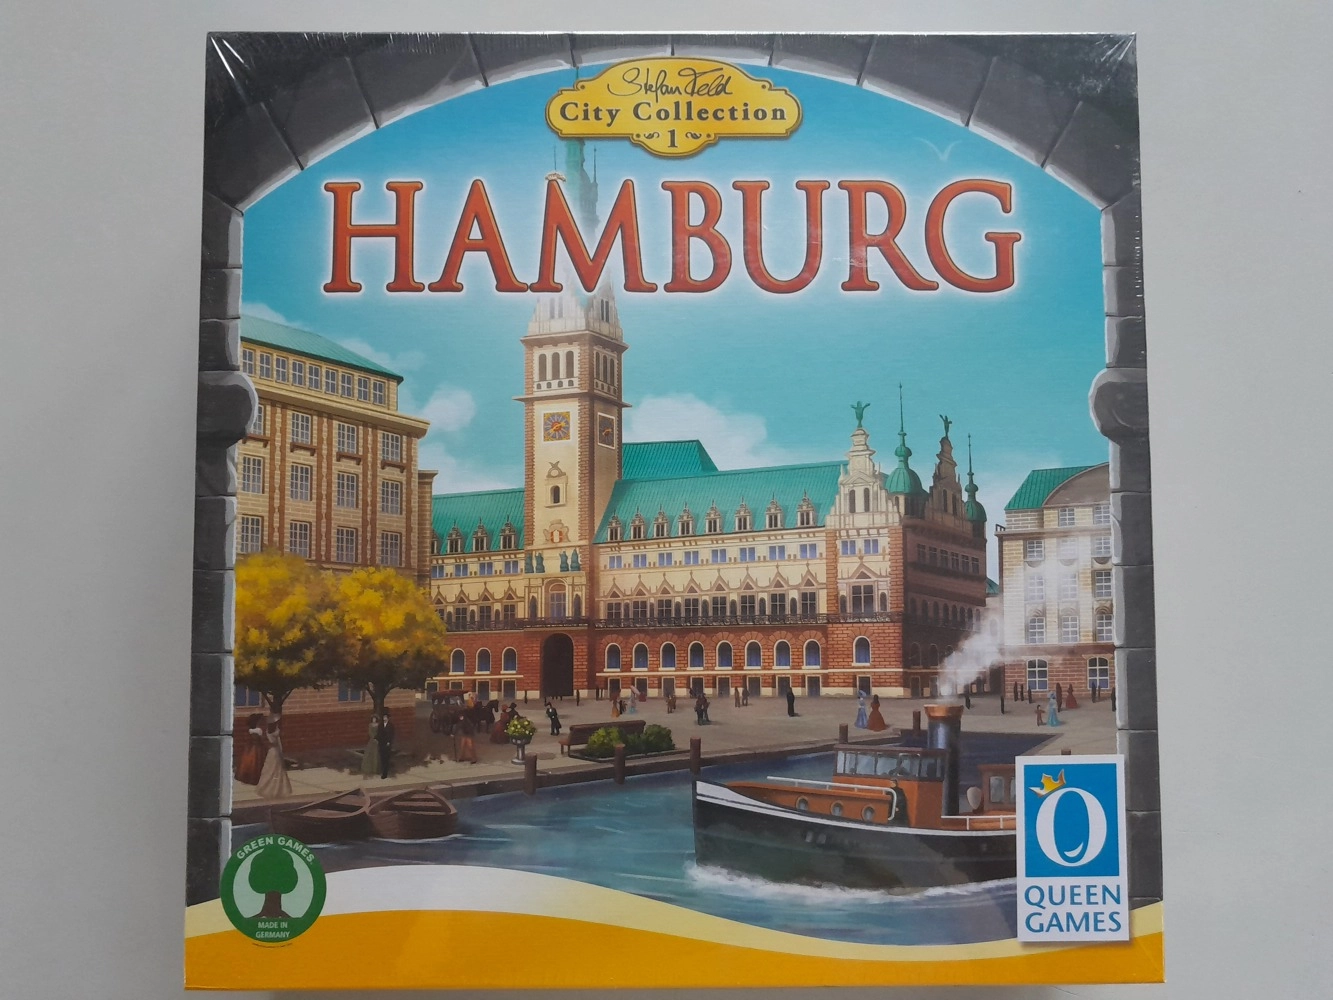 Stefan Feld
City Collection
1
HAMBURG
GREEN GAMES
MADE IN
GERMANY
QUEEN
GAMES